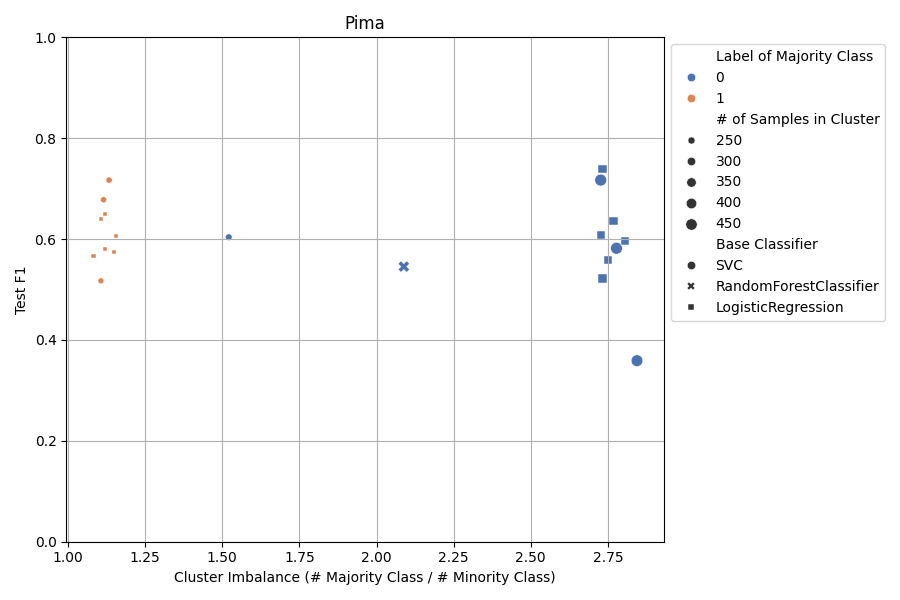 Pima
1.0
0.8
0.6
0.4
0.2
0.0
Test F1
1.00 1.25 1.50 1.75 2.00 2.25 2.50 2.75
Cluster Imbalance (# Majority Class / # Minority Class)
Label of Majority Class
0
1
# of Samples in Cluster
250
300
350
400
450
Base Classifier
SVC
RandomForestClassifier
LogisticRegression